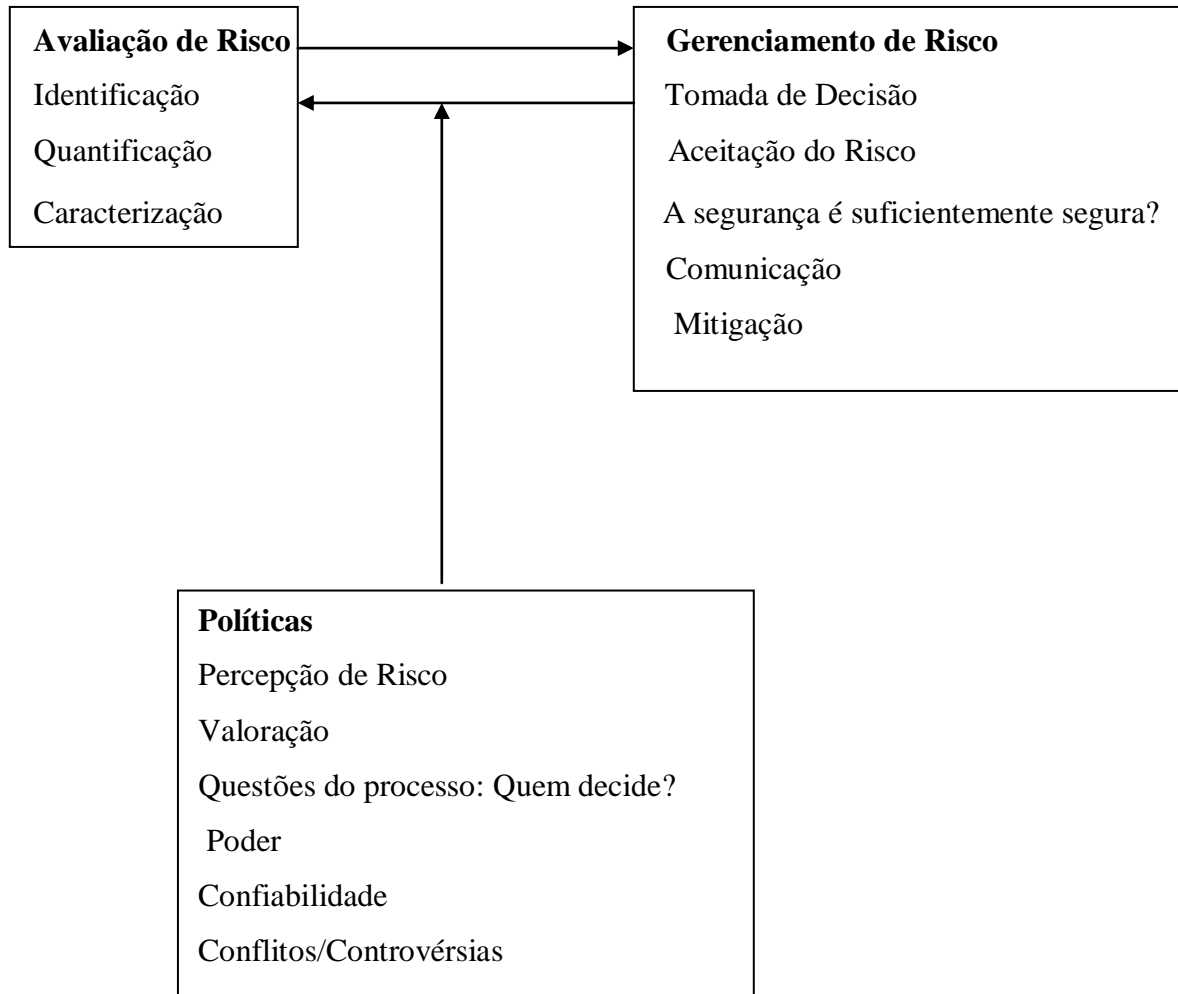 Avaliação de Risco
Identificação
Quantificação
Caracterização
Gerenciamento de Risco
Tomada de Decisão
Aceitação do Risco
A segurança é suficientemente segura?
Comunicação
Mitigação
Políticas
Percepção de Risco
Valoração
Questões do processo: Quem decide?
Poder
Confiabilidade
Conflitos/Controvérsias